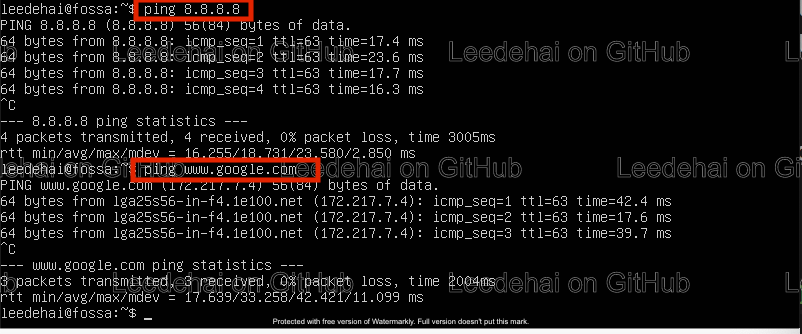 leedehai@fossa:~$ ping 8.8.8.8
PING 8.8.8.8 (8.8.8.8) 56(84) bytes of data.
64 bytes from 8.8.8.8: icmp_seq=1 ttl=63 time=17.4 ms
64 bytes from 8.8.8.8: icmp_seq=2 ttl=63 time=23.6 ms
64 bytes from 8.8.8.8: icmp_seq=3 ttl=63 time=17.7 ms
64 bytes from 8.8.8.8: icmp_seq=4 ttl=63 time=16.3 ms
^C
--- 8.8.8.8 ping statistics ---
4 packets transmitted, 4 received, 0% packet loss, time 3005ms
rtt min/avg/max/mdev = 16.255/18.731/23.580/2.850 ms
leedehai@fossa:~$ ping www.google.com
PING www.google.com (172.217.7.4) 56(84) bytes of data.
64 bytes from lga25s56-in-f4.1e100.net (172.217.7.4): icmp_seq=1 ttl=63 time=42.4 ms
64 bytes from lga25s56-in-f4.1e100.net (172.217.7.4): icmp_seq=2 ttl=63 time=17.6 ms
64 bytes from lga25s56-in-f4.1e100.net (172.217.7.4): icmp_seq=3 ttl=63 time=39.7 ms
^C
--- www.google.com ping statistics ---
3 packets transmitted, 3 received, 0% packet loss, time 2004ms
rtt min/avg/max/mdev = 17.639/33.258/42.421/11.099 ms
leedehai@fossa:~$ _
Leedehai on GitHub
Leedehai on GitHub
Leedehai on GitHub
Leedehai on GitHub
Leedehai on GitHub
Leedehai on GitHub
Leedehai on GitHub
Protected with free version of Watermarkly. Full version doesn't put this mark.